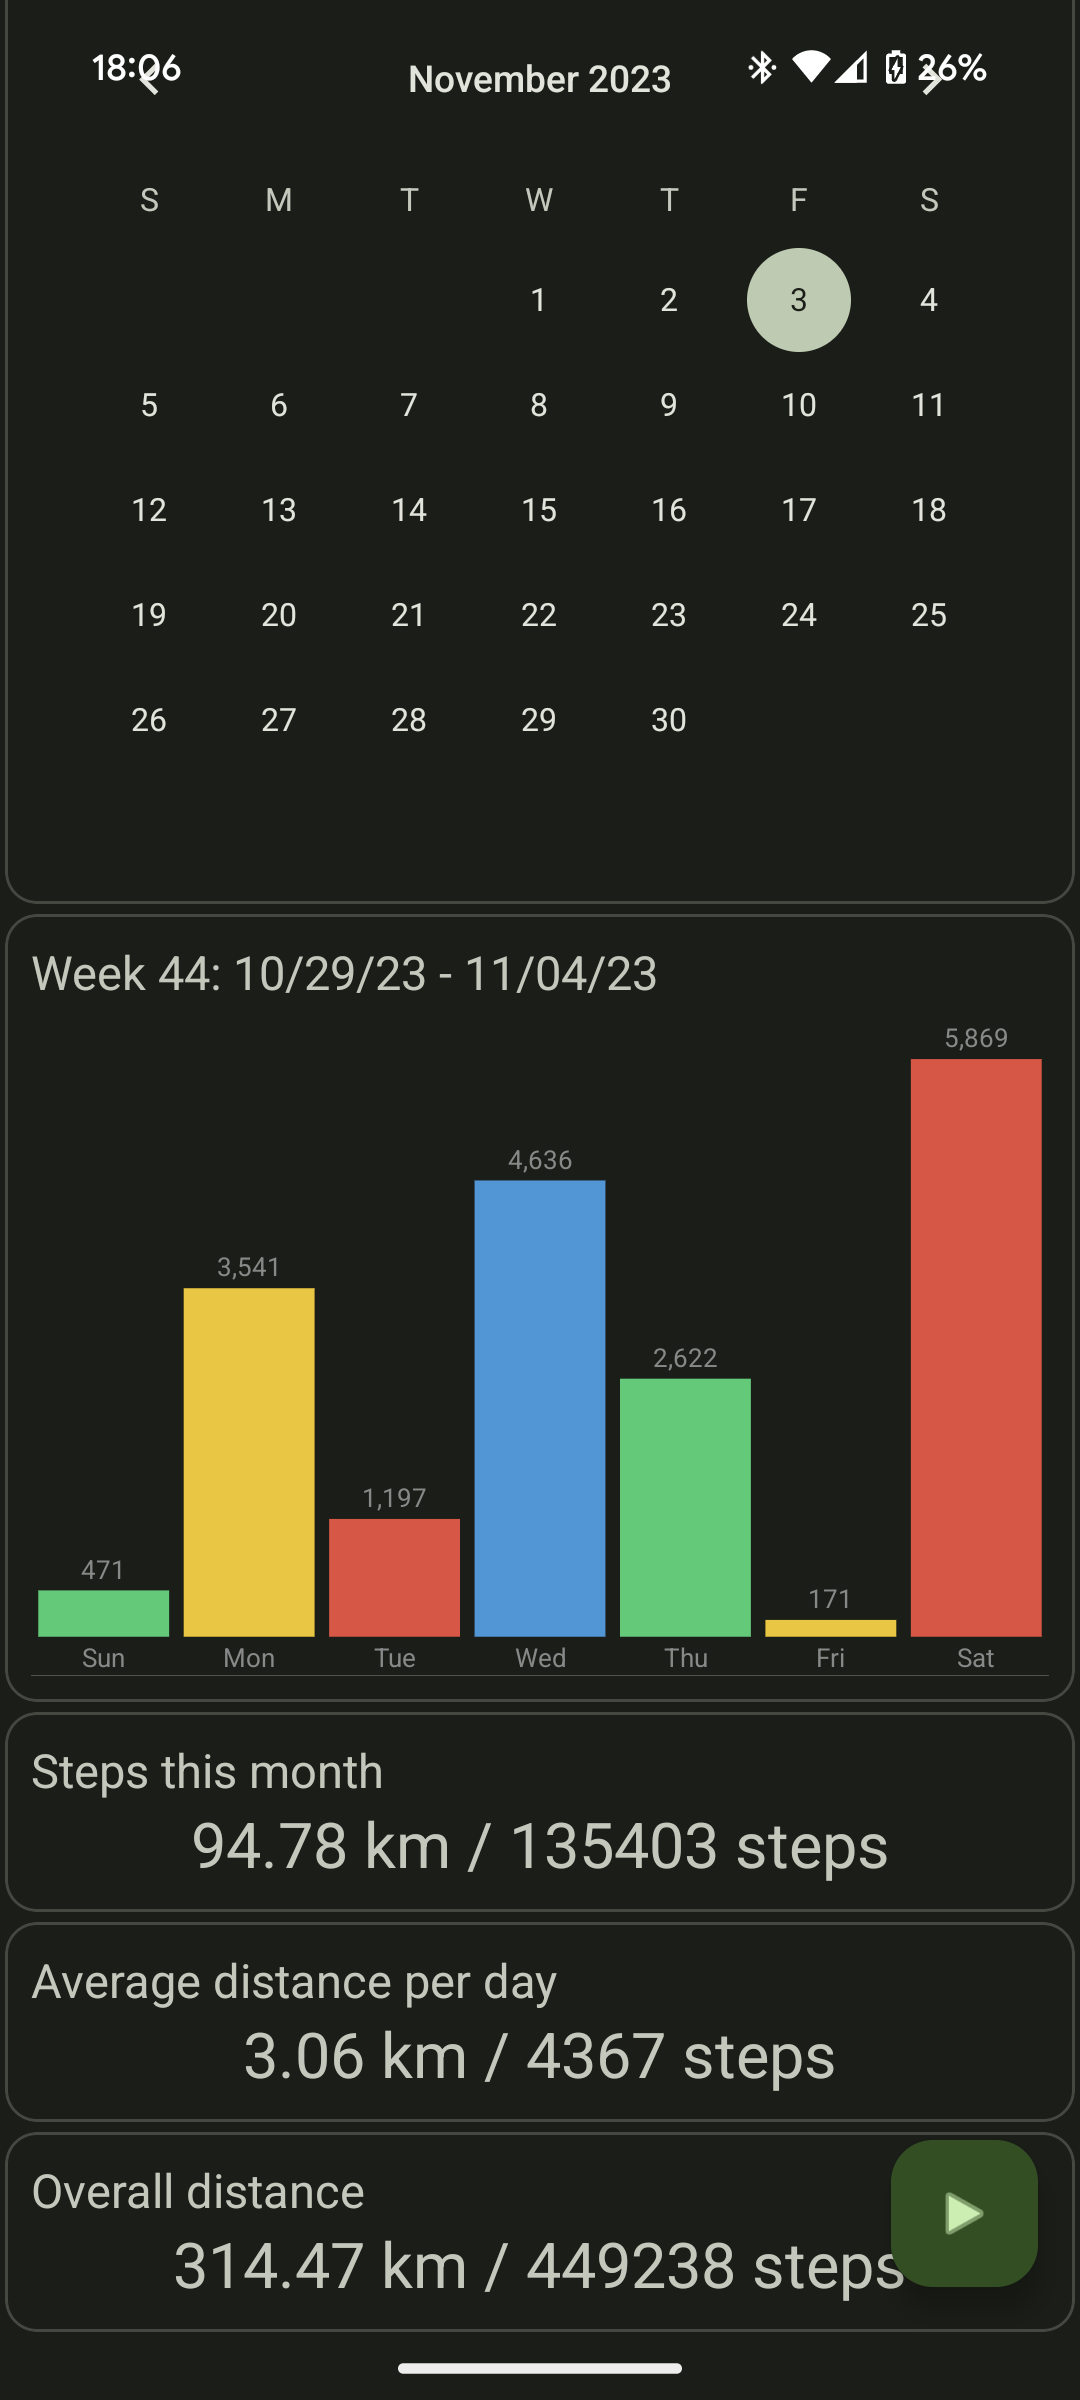 18:06
November 2023
26%
S M T W T F S
1 2 3 4
5 6 7 8 9 10 11
12 13 14 15 16 17 18
19 20 21 22 23 24 25
26 27 28 29 30
Week 44: 10/29/23 - 11/04/23
5,869
4,636
3,541
2,622
1,197
471
171
Sun Mon Tue Wed Thu Fri Sat
Steps this month
94.78 km / 135403 steps
Average distance per day
3.06 km / 4367 steps
Overall distance
314.47 km / 449238 steps